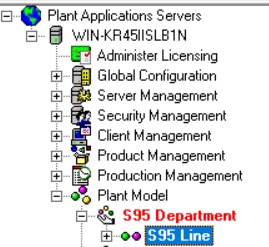 Plant Applications Servers
WIN-KR45IISLB1N
Administer Licensing
Global Configuration
Server Management
Security Management
Client Management
Product Management
Production Management
Plant Model
S95 Department
S95 Line